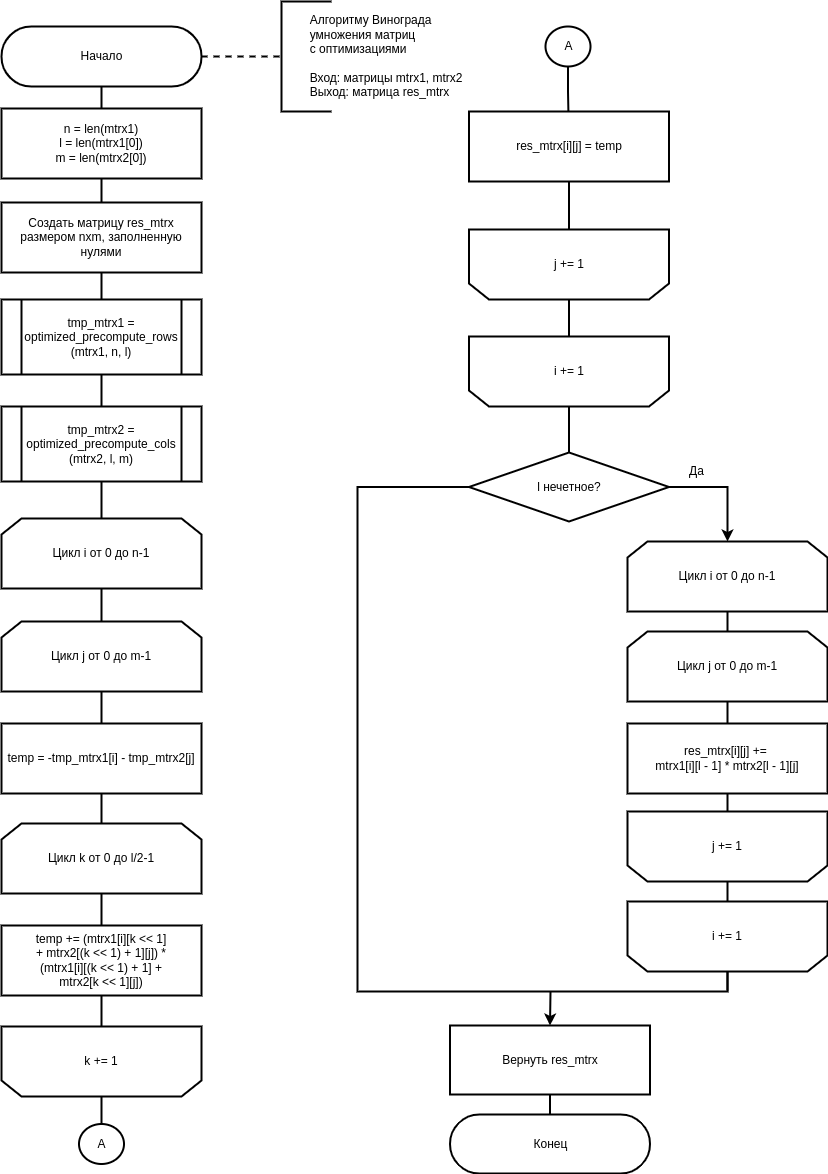 Начало
Алгоритму Винограда
умножения матриц
с оптимизациями
Вход: матрицы mtrx1, mtrx2
Выход: матрица res_mtrx
n = len(mtrx1)
l = len(mtrx1[0])
m = len(mtrx2[0])
Создать матрицу res_mtrx
размером nxm, заполненную
нулями
tmp_mtrx1 =
optimized_precompute_rows
(mtrx1, n, l)
tmp_mtrx2 =
optimized_precompute_cols
(mtrx2, l, m)
Цикл i от 0 до n-1
Цикл j от 0 до m-1
temp = -tmp_mtrx1[i] - tmp_mtrx2[j]
Цикл k от 0 до l/2-1
temp += (mtrx1[i][k << 1]
+ mtrx2[(k << 1) + 1][j]) *
(mtrx1[i][(k << 1) + 1] +
mtrx2[k << 1][j])
k += 1
A
A
res_mtrx[i][j] = temp
j += 1
i += 1
l нечетное?
Да
Цикл i от 0 до n-1
Цикл j от 0 до m-1
res_mtrx[i][j] +=
mtrx1[i][l - 1] * mtrx2[l - 1][j]
j += 1
i += 1
Вернуть res_mtrx
Конец